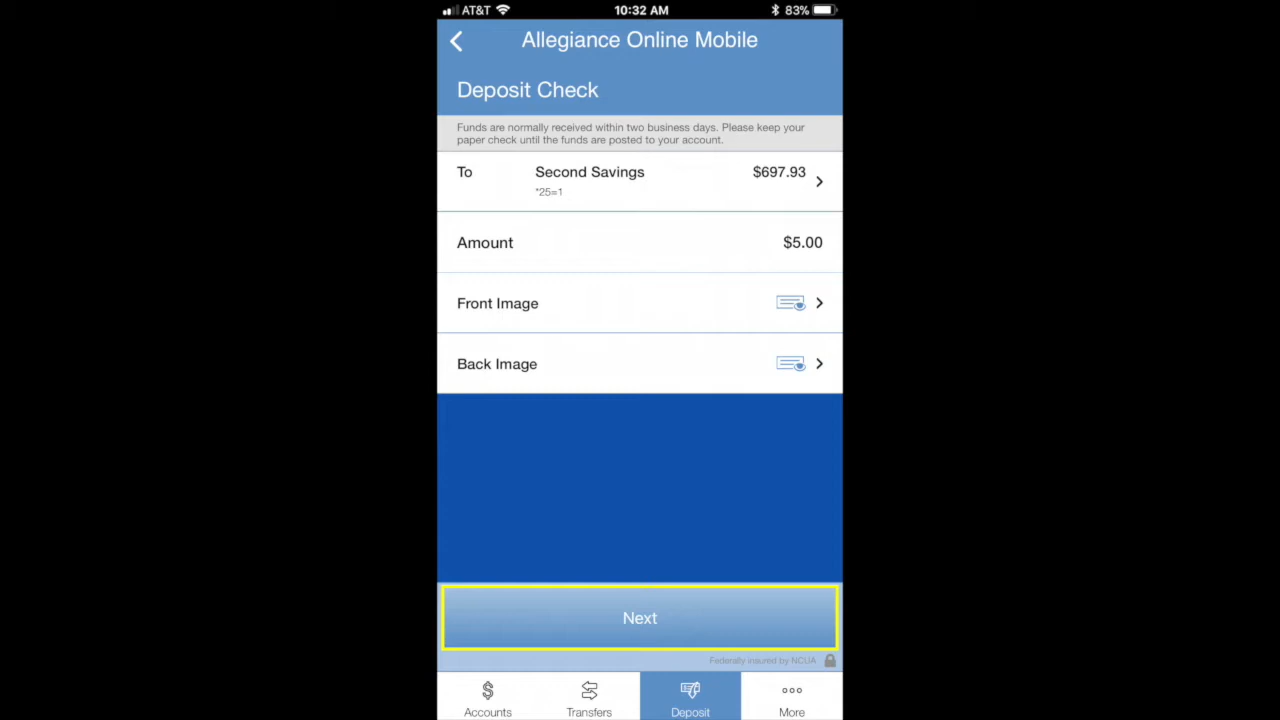 AT&T 10:32 AM 83%
Allegiance Online Mobile
Deposit Check
Funds are normally received within two business days. Please keep your
paper check until the funds are posted to your account.
To Second Savings $697.93
*25=1
Amount $5.00
Front Image
Back Image
Next
Federally insured by NCUA
Accounts Transfers Deposit More